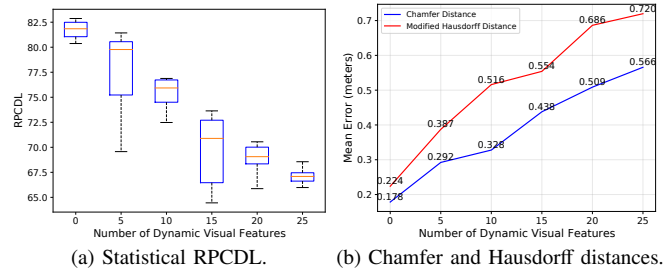 82.5
80.0
77.5
75.0
72.5
70.0
67.5
65.0
RPCDL
0 5 10 15 20 25
Number of Dynamic Visual Features
(a) Statistical RPCDL.
Chamfer Distance
Modified Hausdorff Distance
0.7
0.6
0.5
0.4
0.3
0.2
Mean Error (meters)
0.224
0.387
0.516
0.554
0.686
0.720
0.178
0.292
0.328
0.438
0.509
0.566
0 5 10 15 20 25
Number of Dynamic Visual Features
(b) Chamfer and Hausdorff distances.